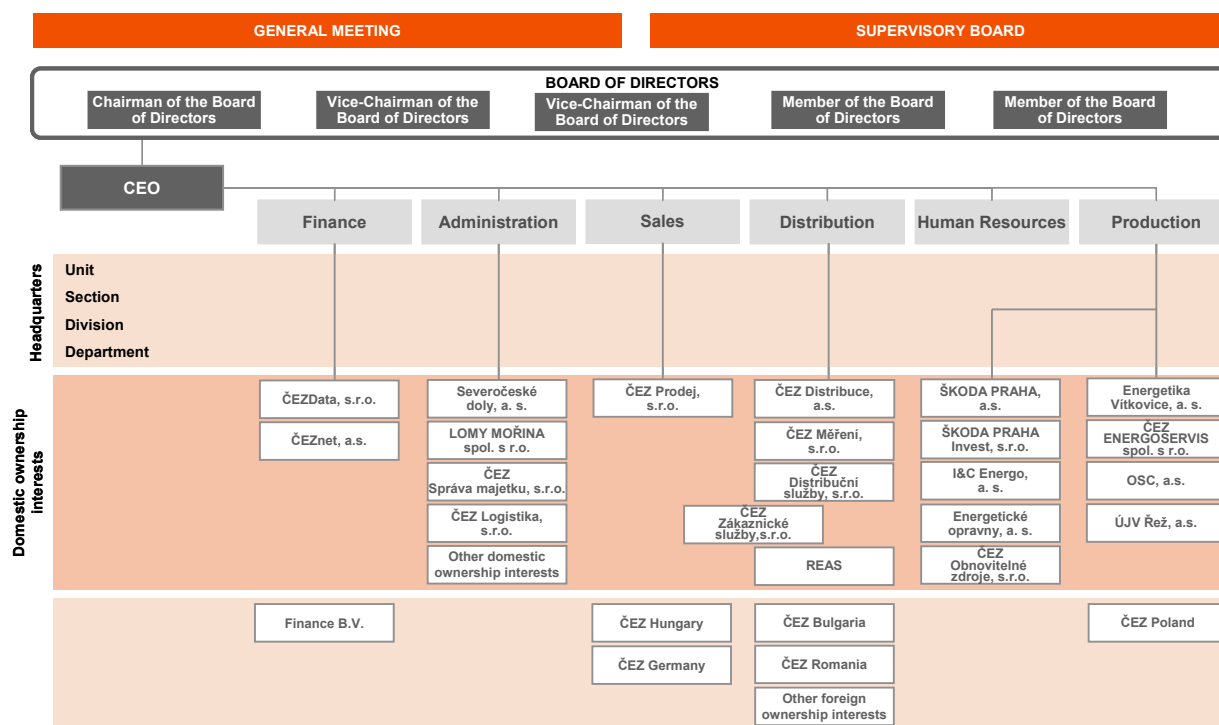 GENERAL MEETING
SUPERVISORY BOARD
BOARD OF DIRECTORS
Chairman of the Board
of Directors
Vice-Chairman of the
Board of Directors
Vice-Chairman of the
Board of Directors
Member of the Board
of Directors
Member of the Board
of Directors
CEO
Finance
Administration
Sales
Distribution
Human Resources
Production
Headquarters
Unit
Section
Division
Department
Domestic ownership
interests
ČEZData, s.r.o.
ČEZnet, a.s.
Severočeské
doly, a. s.
LOMY MOŘINA
spol. s r.o.
ČEZ
Správa majetku, s.r.o.
ČEZ Logistika,
s.r.o.
Other domestic
ownership interests
ČEZ Prodej,
s.r.o.
ČEZ Distribuce,
a.s.
ČEZ Měření,
s.r.o.
ČEZ
Distribuční
služby, s.r.o.
ČEZ
Zákaznické
služby,s.r.o.
REAS
ŠKODA PRAHA,
a.s.
ŠKODA PRAHA
Invest, s.r.o.
I&C Energo,
a. s.
Energetické
opravny, a. s.
ČEZ
Obnovitelné
zdroje, s.r.o.
Energetika
Vítkovice, a. s.
ČEZ
ENERGOSERVIS
spol. s r.o.
OSC, a.s.
ÚJV Řež, a.s.
Finance B.V.
ČEZ Hungary
ČEZ Germany
ČEZ Bulgaria
ČEZ Romania
Other foreign
ownership interests
ČEZ Poland